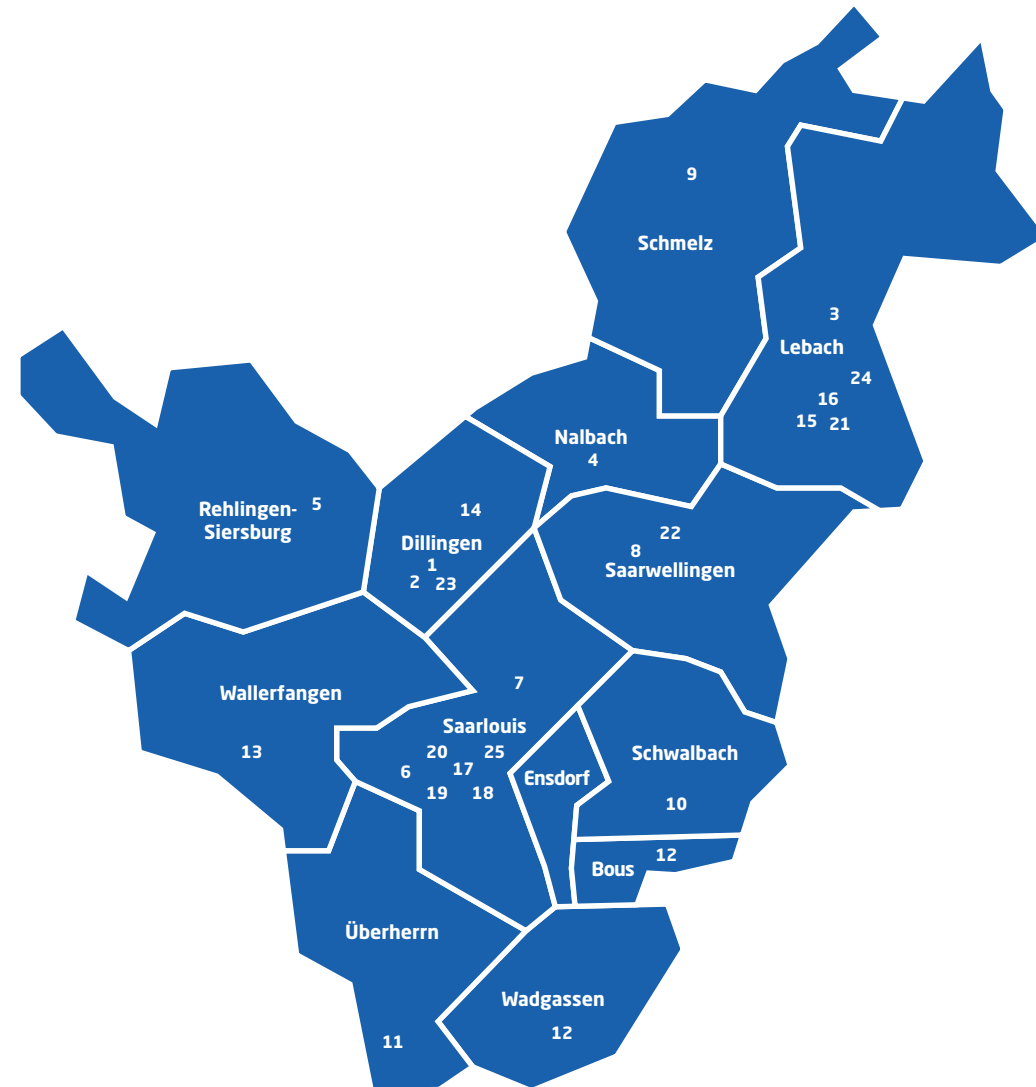 9
Schmelz
3
Lebach
24
16
15 21
Nalbach
4
Rehlingen-
Siersburg
5
14
Dillingen
1
2 23
22
8
Saarwellingen
Wallerfangen
13
7
Saarlouis
20 25
6 17
19 18
Ensdorf
Schwalbach
10
Bous
12
Überherrn
11
Wadgassen
12